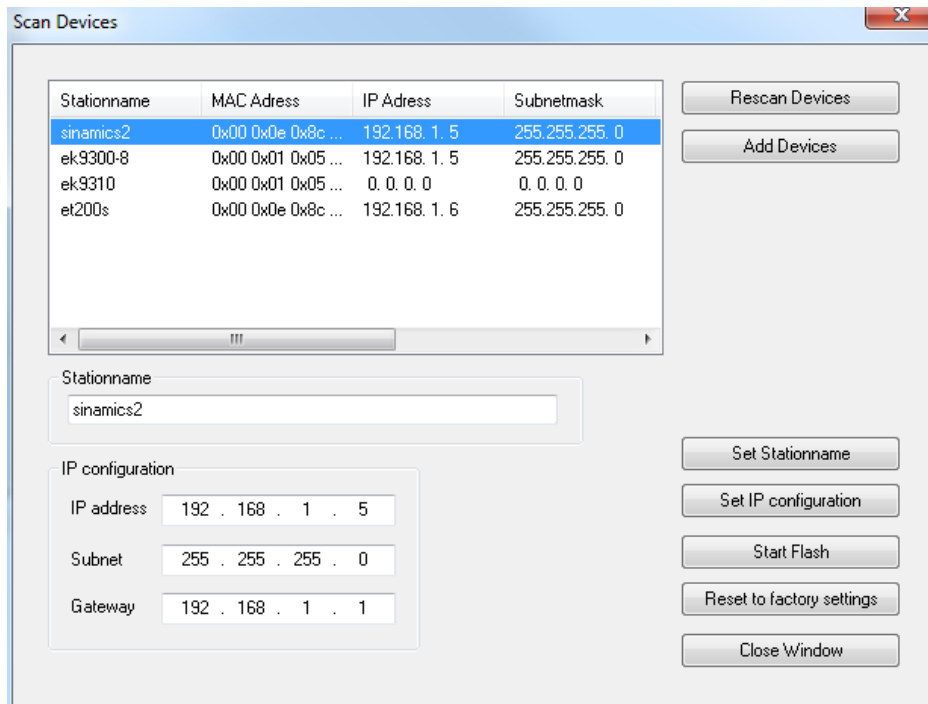 Scan Devices
Stationname MAC Adress IP Adress Subnetmask
sinamics2 0x00 0x0e 0x8c ... 192.168. 1. 5 255.255.255. 0
ek9300-8 0x00 0x01 0x05 ... 192.168. 1. 5 255.255.255. 0
ek9310 0x00 0x01 0x05 ... 0. 0. 0. 0 0. 0. 0. 0
et200s 0x00 0x0e 0x8c ... 192.168. 1. 6 255.255.255. 0
Rescan Devices
Add Devices
Stationname
sinamics2
IP configuration
IP address 192 . 168 . 1 . 5
Subnet 255 . 255 . 255 . 0
Gateway 192 . 168 . 1 . 1
Set Stationname
Set IP configuration
Start Flash
Reset to factory settings
Close Window